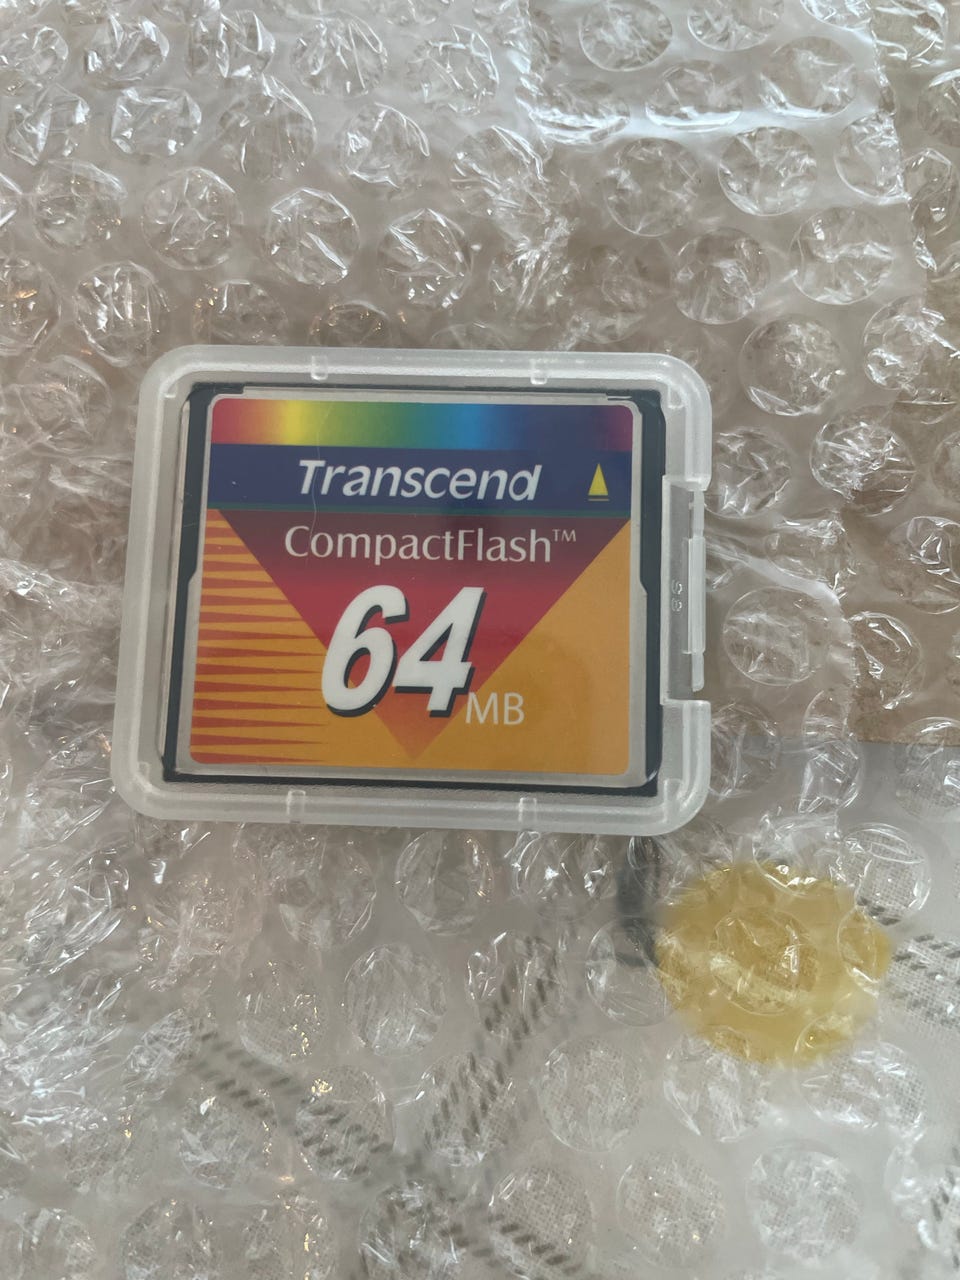 Transcend
CompactFlash™
64 MB